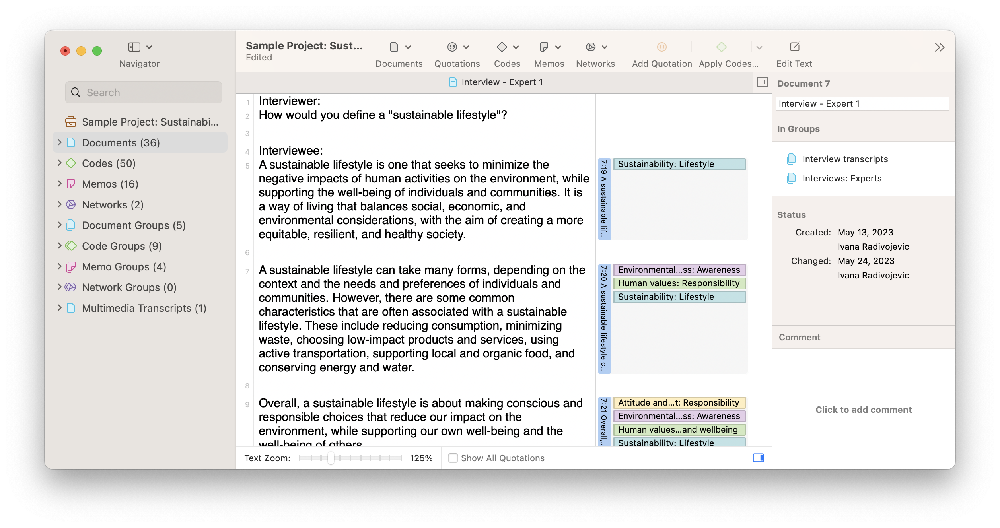 Navigator
Search
Sample Project: Sustainabi...
Documents (36)
Codes (50)
Memos (16)
Networks (2)
Document Groups (5)
Code Groups (9)
Memo Groups (4)
Network Groups (0)
Multimedia Transcripts (1)
Sample Project: Sust...
Edited
Documents
Quotations
Codes
Memos
Networks
Add Quotation
Apply Codes...
Edit Text
Interview - Expert 1
1 Interviewer:
2 How would you define a "sustainable lifestyle"?
3
4 Interviewee:
5 A sustainable lifestyle is one that seeks to minimize the
negative impacts of human activities on the environment, while
supporting the well-being of individuals and communities. It is
a way of living that balances social, economic, and
environmental considerations, with the aim of creating a more
equitable, resilient, and healthy society.
6
7 A sustainable lifestyle can take many forms, depending on the
context and the needs and preferences of individuals and
communities. However, there are some common
characteristics that are often associated with a sustainable
lifestyle. These include reducing consumption, minimizing
waste, choosing low-impact products and services, using
active transportation, supporting local and organic food, and
conserving energy and water.
8
9 Overall, a sustainable lifestyle is about making conscious and
responsible choices that reduce our impact on the
environment, while supporting our own well-being and the
well-being of others.
7:19 A sustainable lif...
Sustainability: Lifestyle
7:20 A sustainable lifestyle c...
Environmental...ss: Awareness
Human values: Responsibility
Sustainability: Lifestyle
7:21 Overall,...
Attitude and...t: Responsibility
Environmental...ss: Awareness
Human values...and wellbeing
Sustainability: Lifestyle
Text Zoom:
125%
Show All Quotations
Document 7
Interview - Expert 1
In Groups
Interview transcripts
Interviews: Experts
Status
Created: May 13, 2023
Ivana Radivojevic
Changed: May 24, 2023
Ivana Radivojevic
Comment
Click to add comment